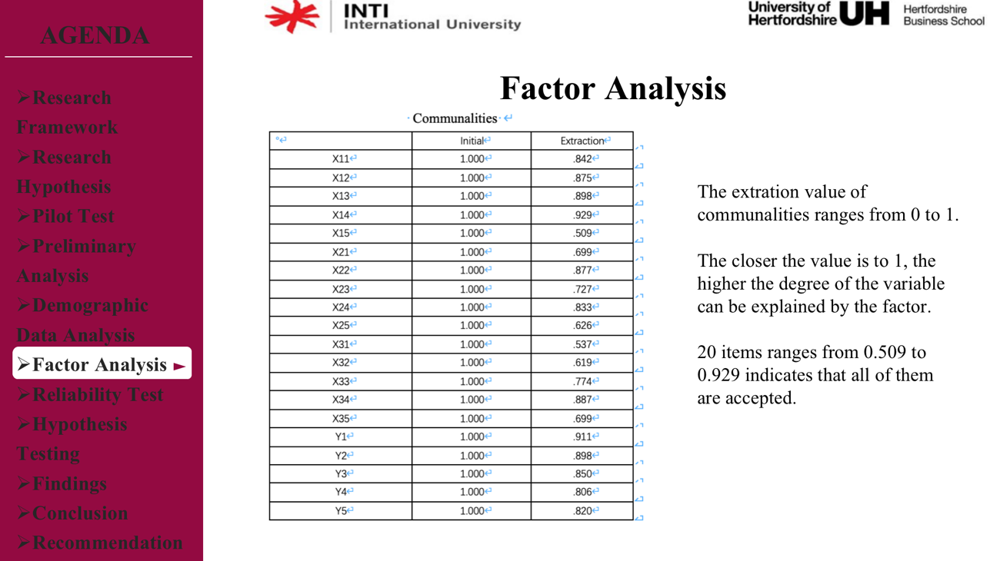 AGENDA
➢Research
Framework
➢Research
Hypothesis
➢Pilot Test
➢Preliminary
Analysis
➢Demographic
Data Analysis
➢Factor Analysis ►
➢Reliability Test
➢Hypothesis
Testing
➢Findings
➢Conclusion
➢Recommendation
INTI
International University
University of
Hertfordshire
UH
Hertfordshire
Business School
Factor Analysis
Communalities
Initial Extraction
X11 1.000 .842
X12 1.000 .875
X13 1.000 .898
X14 1.000 .929
X15 1.000 .509
X21 1.000 .699
X22 1.000 .877
X23 1.000 .727
X24 1.000 .833
X25 1.000 .626
X31 1.000 .537
X32 1.000 .619
X33 1.000 .774
X34 1.000 .887
X35 1.000 .699
Y1 1.000 .911
Y2 1.000 .898
Y3 1.000 .850
Y4 1.000 .806
Y5 1.000 .820
The extration value of
communalities ranges from 0 to 1.
The closer the value is to 1, the
higher the degree of the variable
can be explained by the factor.
20 items ranges from 0.509 to
0.929 indicates that all of them
are accepted.